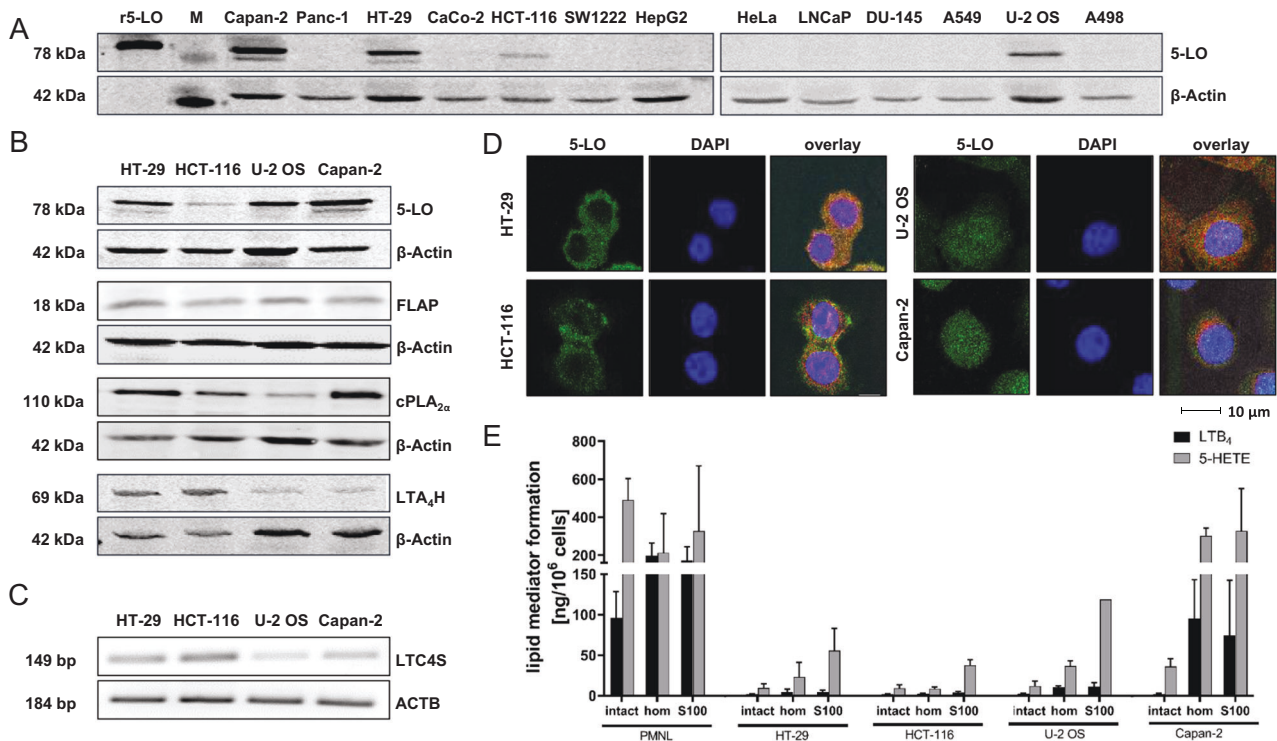 A
r5-LO M Capan-2 Panc-1 HT-29 CaCo-2 HCT-116 SW1222 HepG2 HeLa LNCaP DU-145 A549 U-2 OS A498
78 kDa 5-LO
42 kDa β-Actin
B
HT-29 HCT-116 U-2 OS Capan-2
78 kDa 5-LO
42 kDa β-Actin
18 kDa FLAP
42 kDa β-Actin
110 kDa cPLA2α
42 kDa β-Actin
69 kDa LTA4H
42 kDa β-Actin
C
HT-29 HCT-116 U-2 OS Capan-2
149 bp LTC4S
184 bp ACTB
D
5-LO DAPI overlay 5-LO DAPI overlay
HT-29 U-2 OS
HCT-116 Capan-2
10 µm
E
LTB4
5-HETE
lipid mediator formation
[ng/10^6 cells]
800
600
400
200
150
100
50
0
intact hom S100 intact hom S100 intact hom S100 intact hom S100 intact hom S100
PMNL HT-29 HCT-116 U-2 OS Capan-2